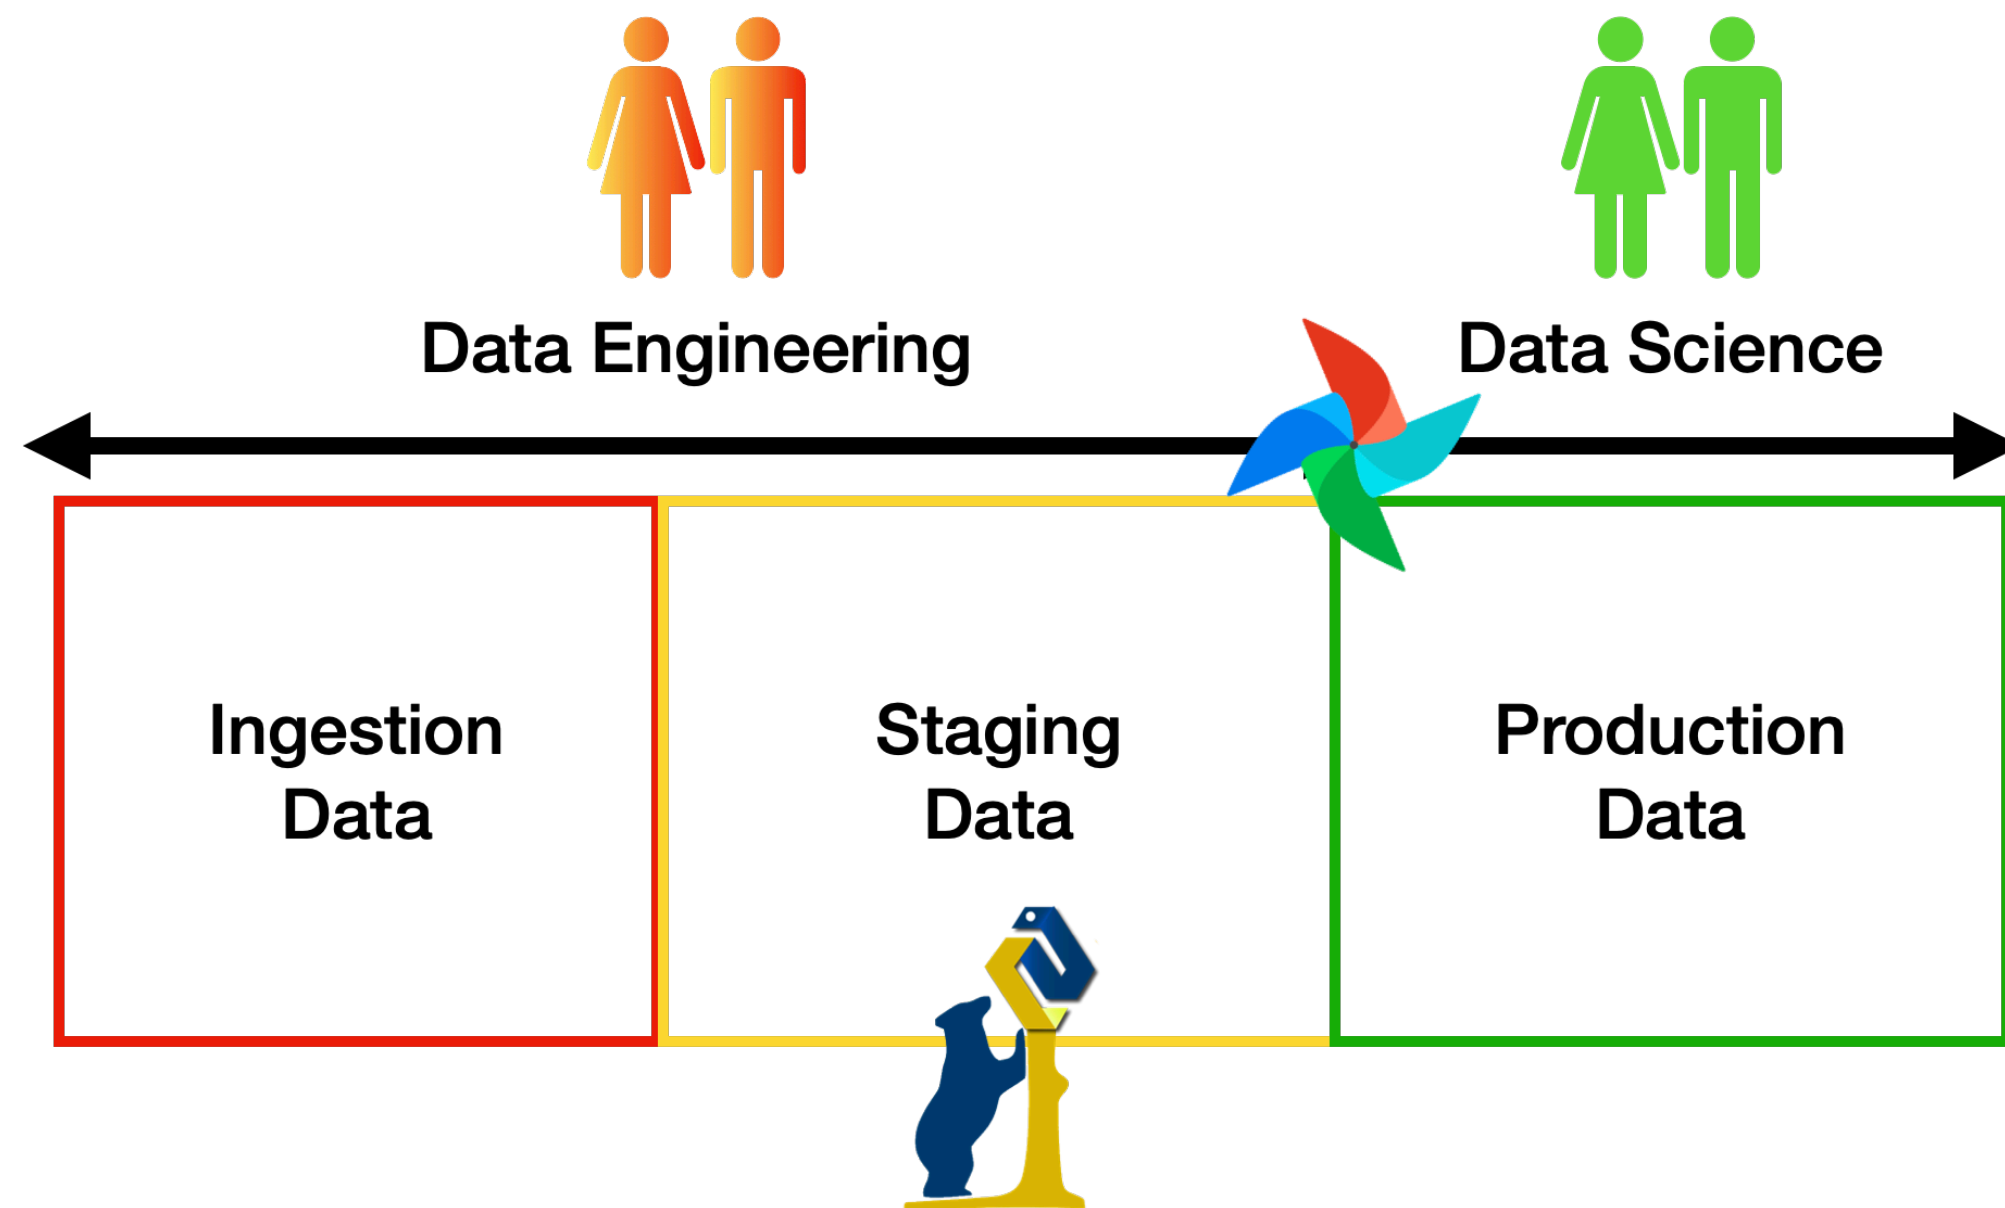 Data Engineering
Data Science
Ingestion
Data
Staging
Data
Production
Data